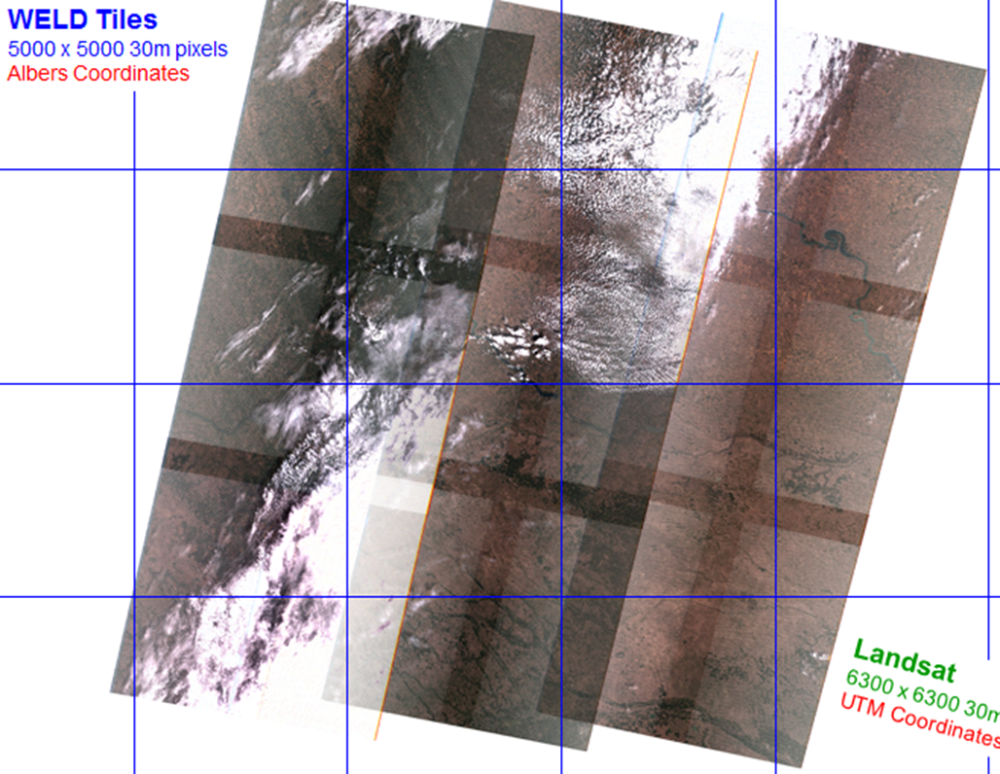 WELD Tiles
5000 x 5000 30m pixels
Albers Coordinates
Landsat
6300 x 6300 30m
UTM Coordinates